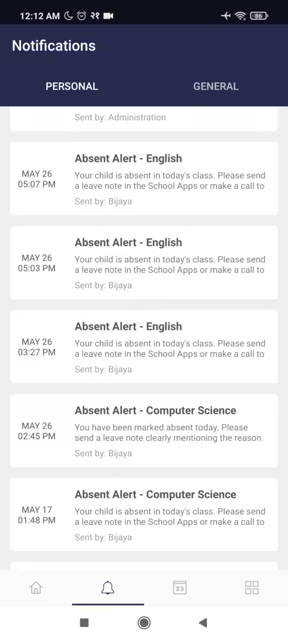 12:12 AM २१ 86
Notifications
PERSONAL GENERAL
Sent by: Administration
Absent Alert - English
MAY 26
05:07 PM
Your child is absent in today's class. Please send
a leave note in the School Apps or make a call to
Sent by: Bijaya
Absent Alert - English
MAY 26
05:03 PM
Your child is absent in today's class. Please send
a leave note in the School Apps or make a call to
Sent by: Bijaya
Absent Alert - English
MAY 26
03:27 PM
Your child is absent in today's class. Please send
a leave note in the School Apps or make a call to
Sent by: Bijaya
Absent Alert - Computer Science
MAY 26
02:45 PM
You have been marked absent today. Please
send a leave note clearly mentioning the reason
Sent by: Bijaya
Absent Alert - Computer Science
MAY 17
01:48 PM
Your child is absent in today's class. Please send
a leave note in the School Apps or make a call to
Sent by: Bijaya